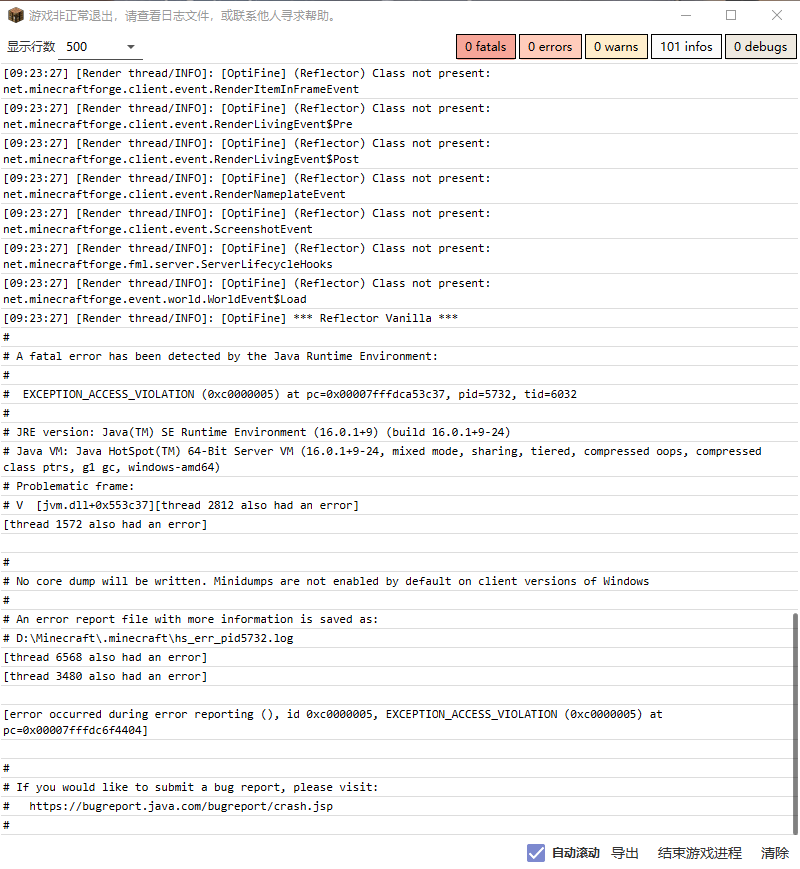 游戏非正常退出，请查看日志文件，或联系他人寻求帮助。
显示行数 500 0 fatals 0 errors 0 warns 101 infos 0 debugs
[09:23:27] [Render thread/INFO]: [OptiFine] (Reflector) Class not present:
net.minecraftforge.client.event.RenderItemInFrameEvent
[09:23:27] [Render thread/INFO]: [OptiFine] (Reflector) Class not present:
net.minecraftforge.client.event.RenderLivingEvent$Pre
[09:23:27] [Render thread/INFO]: [OptiFine] (Reflector) Class not present:
net.minecraftforge.client.event.RenderLivingEvent$Post
[09:23:27] [Render thread/INFO]: [OptiFine] (Reflector) Class not present:
net.minecraftforge.client.event.RenderNameplateEvent
[09:23:27] [Render thread/INFO]: [OptiFine] (Reflector) Class not present:
net.minecraftforge.client.event.ScreenshotEvent
[09:23:27] [Render thread/INFO]: [OptiFine] (Reflector) Class not present:
net.minecraftforge.fml.server.ServerLifecycleHooks
[09:23:27] [Render thread/INFO]: [OptiFine] (Reflector) Class not present:
net.minecraftforge.event.world.WorldEvent$Load
[09:23:27] [Render thread/INFO]: [OptiFine] *** Reflector Vanilla ***
#
# A fatal error has been detected by the Java Runtime Environment:
#
#  EXCEPTION_ACCESS_VIOLATION (0xc0000005) at pc=0x00007fffdca53c37, pid=5732, tid=6032
#
# JRE version: Java(TM) SE Runtime Environment (16.0.1+9) (build 16.0.1+9-24)
# Java VM: Java HotSpot(TM) 64-Bit Server VM (16.0.1+9-24, mixed mode, sharing, tiered, compressed oops, compressed
class ptrs, g1 gc, windows-amd64)
# Problematic frame:
# V  [jvm.dll+0x553c37][thread 2812 also had an error]
[thread 1572 also had an error]
#
# No core dump will be written. Minidumps are not enabled by default on client versions of Windows
#
# An error report file with more information is saved as:
# D:\Minecraft\.minecraft\hs_err_pid5732.log
[thread 6568 also had an error]
[thread 3480 also had an error]
[error occurred during error reporting (), id 0xc0000005, EXCEPTION_ACCESS_VIOLATION (0xc0000005) at
pc=0x00007fffdc6f4404]
#
# If you would like to submit a bug report, please visit:
#   https://bugreport.java.com/bugreport/crash.jsp
#
自动滚动 导出 结束游戏进程 清除